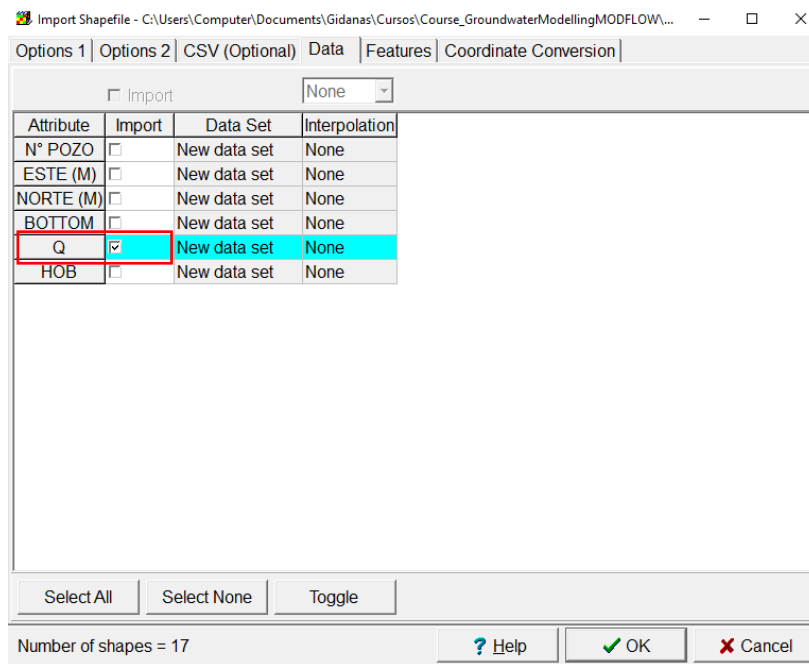 Import Shapefile - C:\Users\Computer\Documents\Gidanas\Cursos\Course_GroundwaterModellingMODFLOW\...
Options 1 Options 2 CSV (Optional) Data Features Coordinate Conversion
Import None
Attribute Import Data Set Interpolation
N° POZO New data set None
ESTE (M) New data set None
NORTE (M) New data set None
BOTTOM New data set None
Q New data set None
HOB New data set None
Select All Select None Toggle
Number of shapes = 17 ? Help OK Cancel